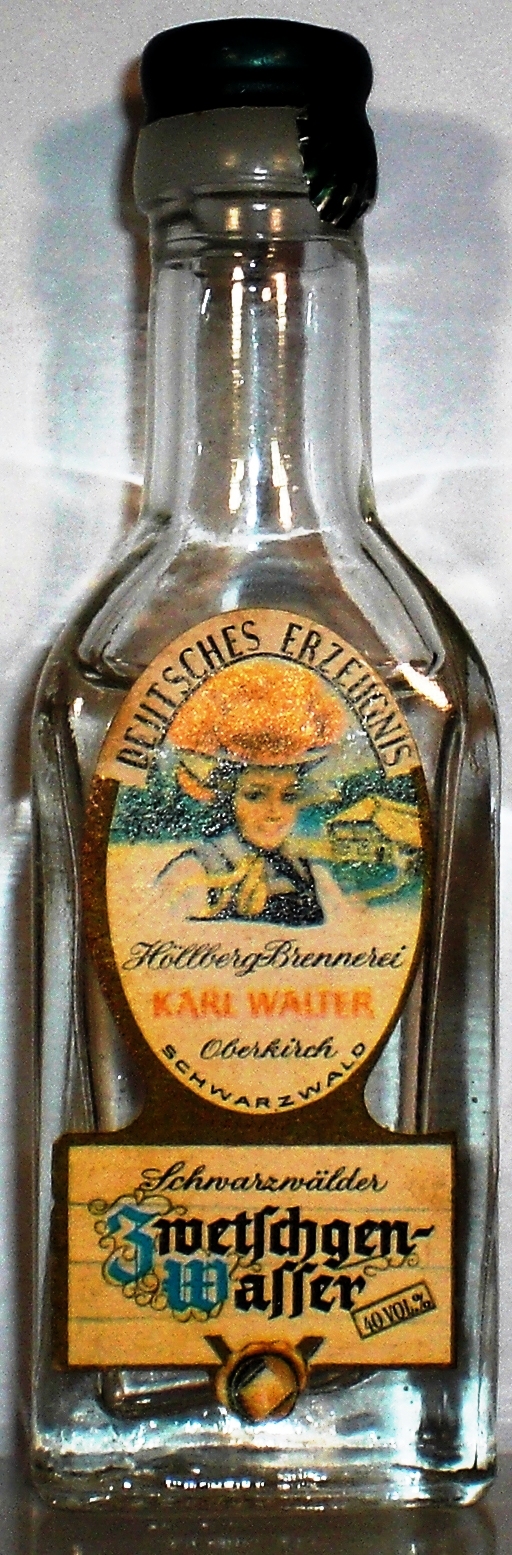 DEUTSCHES ERZEUGNIS
Höllberg-Brennerei
KARL WALTER
Oberkirch
SCHWARZWALD
Schwarzwälder
Zwetſchgen-
Waſſer
40 VOL.%